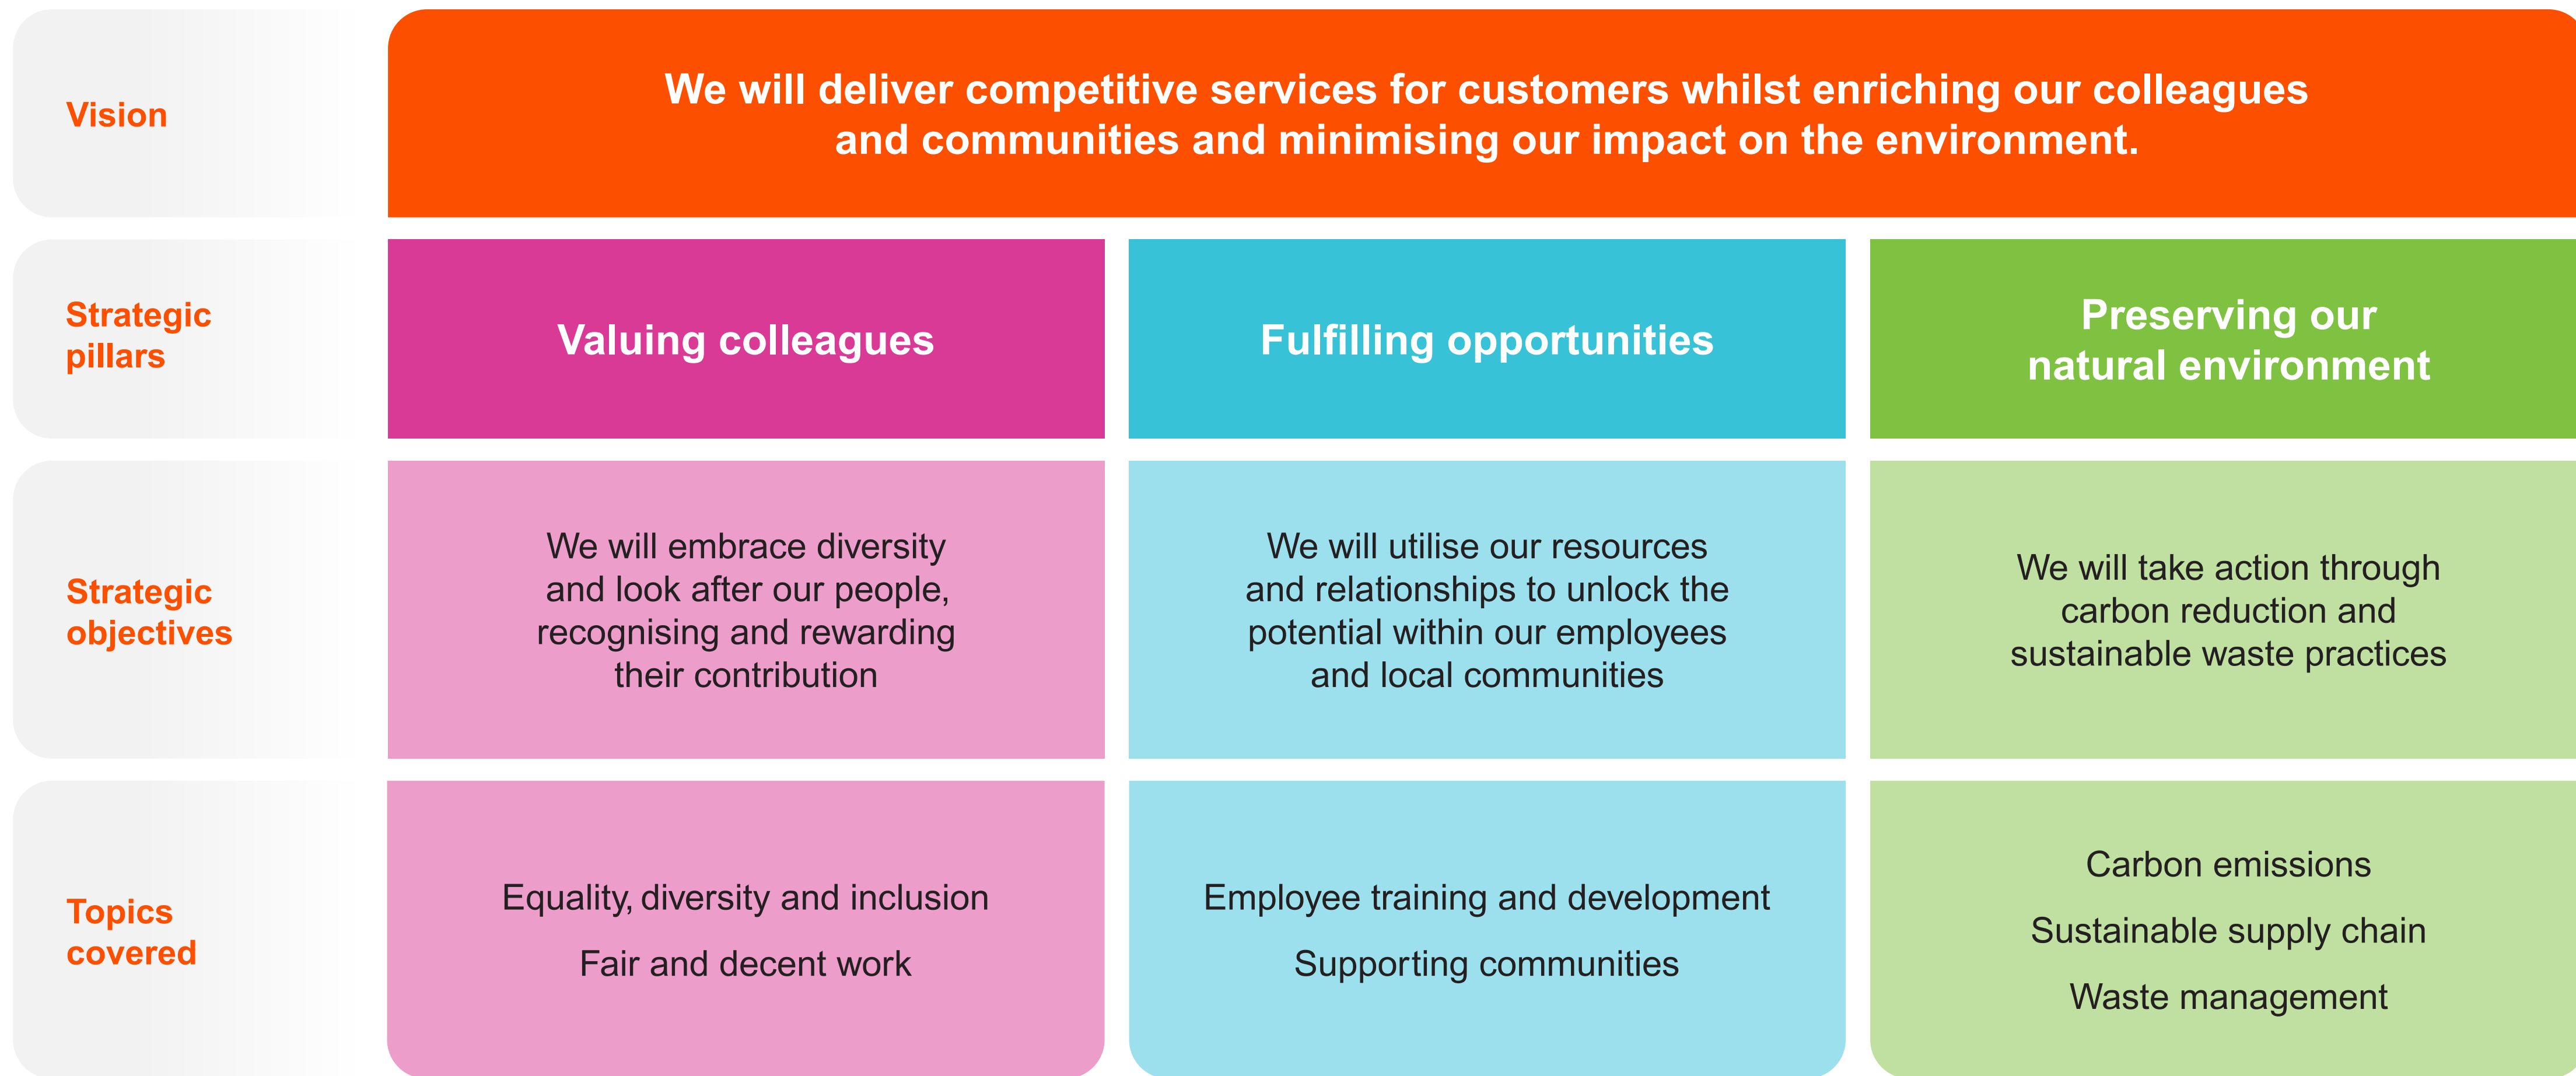 Vision
We will deliver competitive services for customers whilst enriching our colleagues
and communities and minimising our impact on the environment.
Strategic
pillars
Valuing colleagues
Fulfilling opportunities
Preserving our
natural environment
Strategic
objectives
We will embrace diversity
and look after our people,
recognising and rewarding
their contribution
We will utilise our resources
and relationships to unlock the
potential within our employees
and local communities
We will take action through
carbon reduction and
sustainable waste practices
Topics
covered
Equality, diversity and inclusion
Fair and decent work
Employee training and development
Supporting communities
Carbon emissions
Sustainable supply chain
Waste management